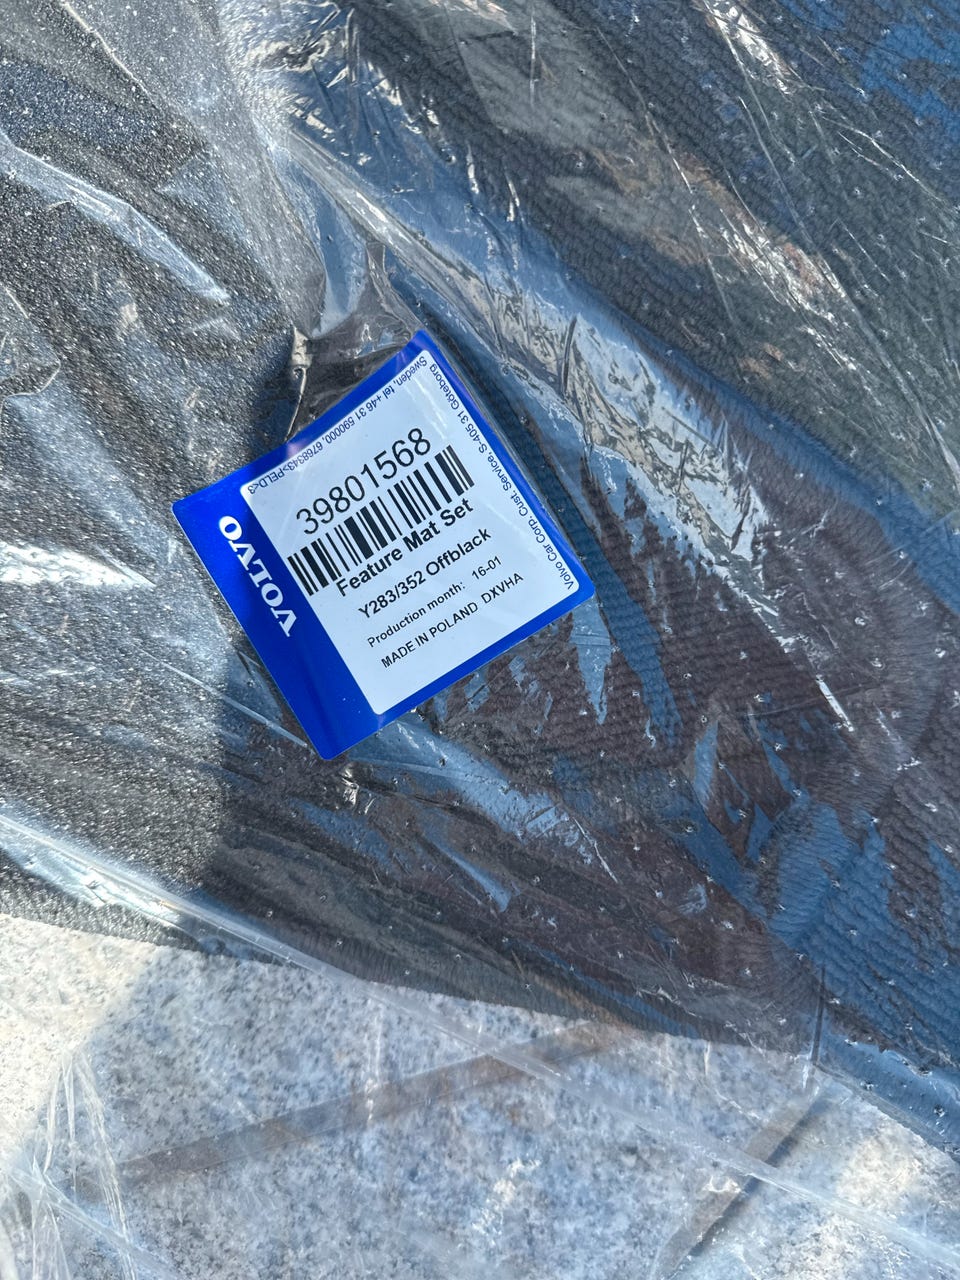 VOLVO
39801568
Feature Mat Set
Y283/352 Offblack
Production month: 16-01
MADE IN POLAND DXVHA
Volvo Car Corp. Cust. Service, S-405 31 Göteborg
Sweden, tel +46 31 590000, 6768343>PELD<3